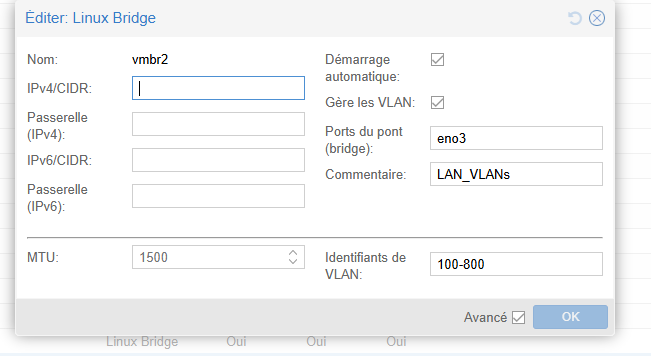 Éditer: Linux Bridge
Nom: vmbr2
IPv4/CIDR:
Passerelle
(IPv4):
IPv6/CIDR:
Passerelle
(IPv6):
Démarrage
automatique:
Gère les VLAN:
Ports du pont
(bridge): eno3
Commentaire: LAN_VLANs
MTU: 1500
Identifiants de
VLAN: 100-800
Avancé OK
Linux Bridge Oui Oui Oui